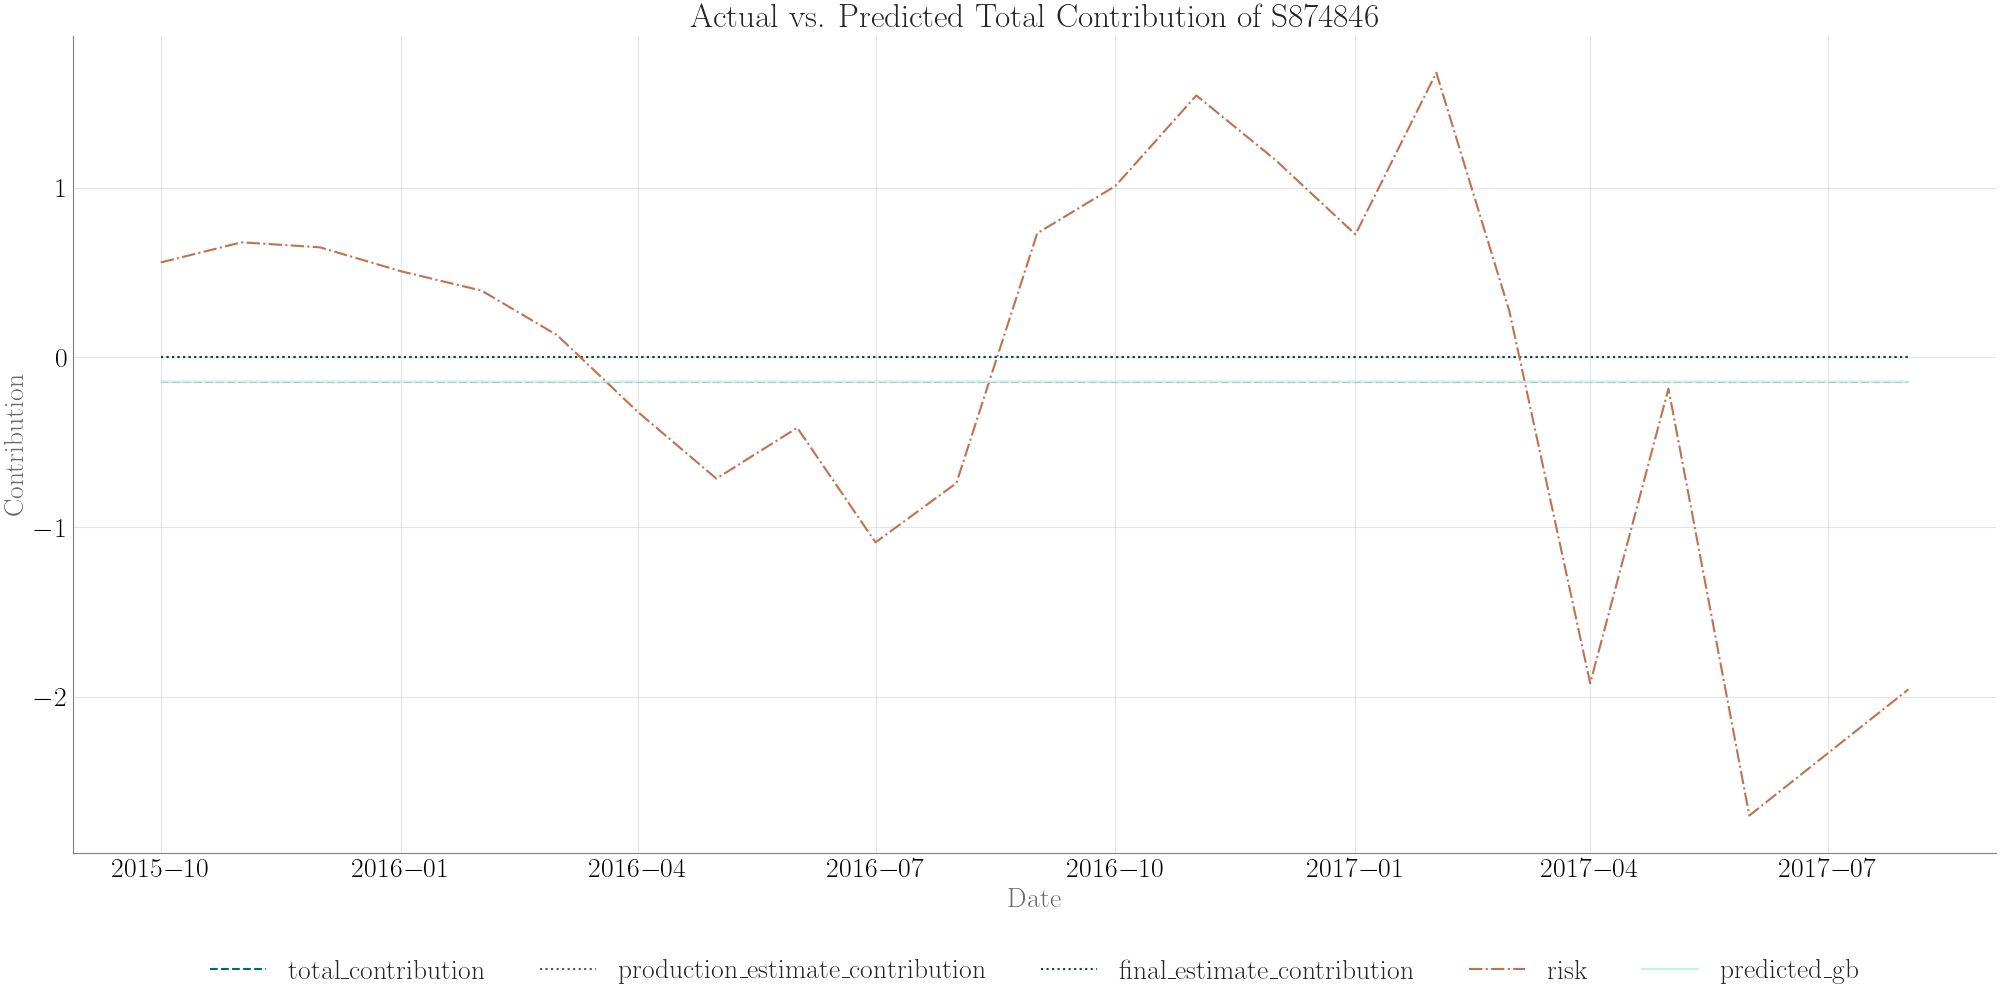 Actual vs. Predicted Total Contribution of S874846
Contribution
1
0
−1
−2
2015−10 2016−01 2016−04 2016−07 2016−10 2017−01 2017−04 2017−07
Date
total_contribution production_estimate_contribution final_estimate_contribution risk predicted_gb